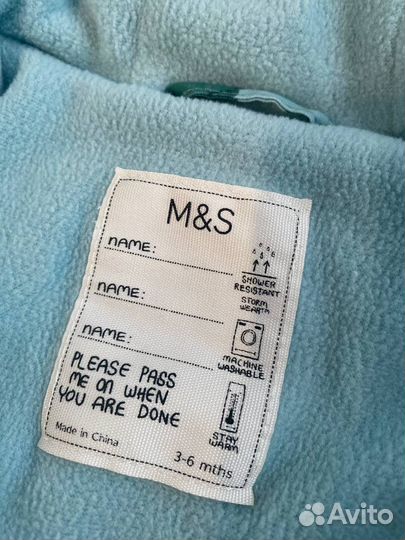 M&S
NAME:
SHOWER
RESISTANT
NAME:
STORM
WEAR™
NAME:
MACHINE
WASHABLE
PLEASE PASS
ME ON WHEN
YOU ARE DONE
STAY
WARM
Made in China
3-6 mths
Avito